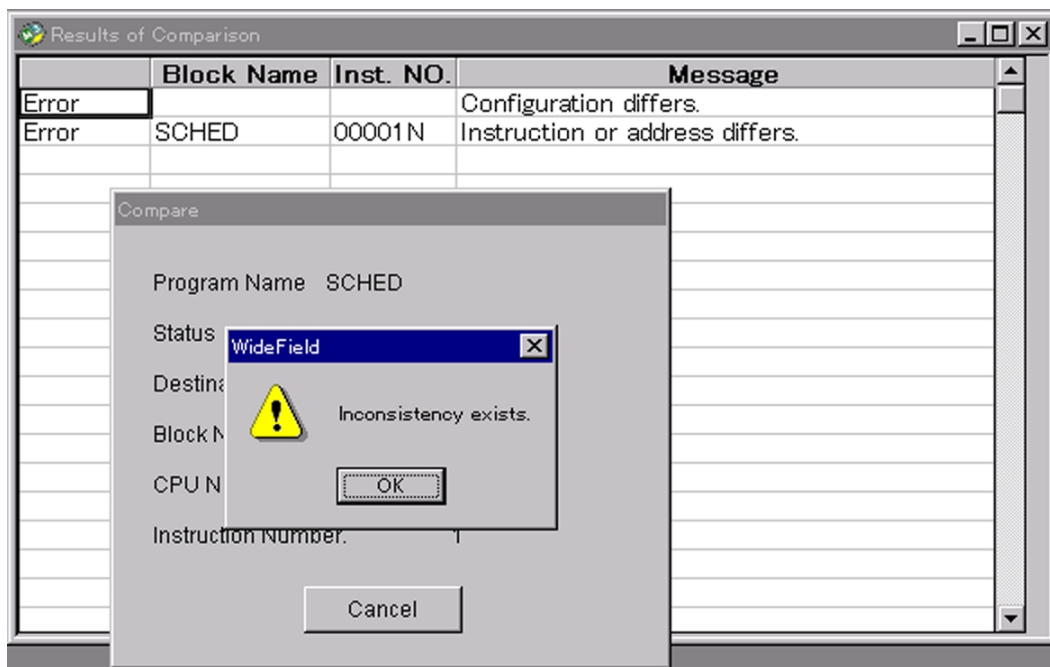 Results of Comparison
Block Name Inst. NO. Message
Error Configuration differs.
Error SCHED 00001N Instruction or address differs.
Compare
Program Name SCHED
Status
WideField
Inconsistency exists.
OK
CPU N
Instruction Number. 1
Cancel